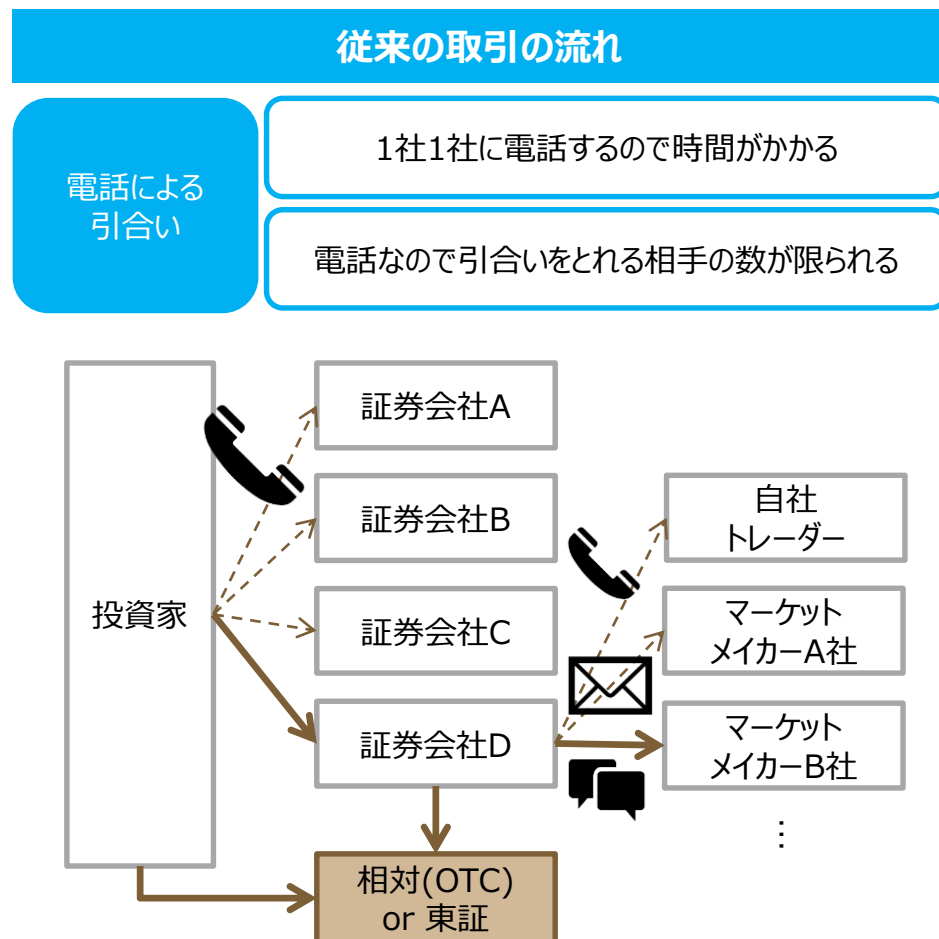 従来の取引の流れ
電話による
引合い
1社1社に電話するので時間がかかる
電話なので引合いをとれる相手の数が限られる
投資家
証券会社A
証券会社B
証券会社C
証券会社D
自社
トレーダー
マーケット
メイカーA社
マーケット
メイカーB社
…
相対(OTC)
or 東証